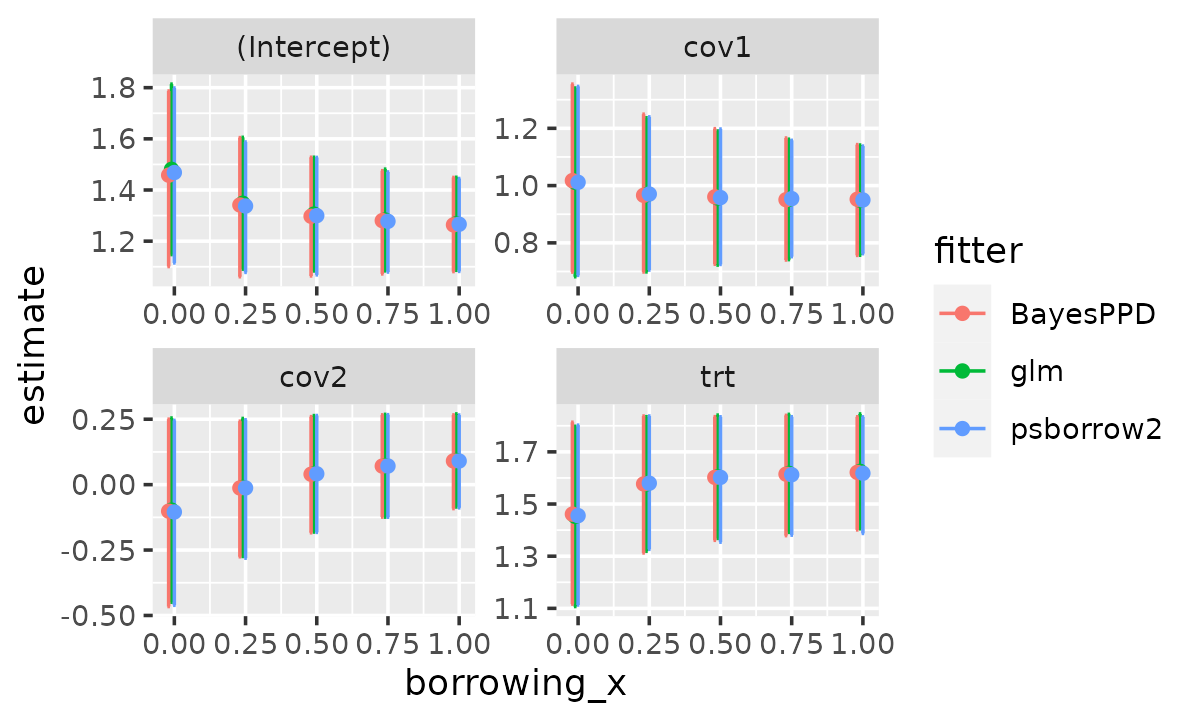 (Intercept)
cov1
1.8
1.6
1.4
1.2
1.2
1.0
0.8
0.00 0.25 0.50 0.75 1.00
0.00 0.25 0.50 0.75 1.00
cov2
trt
0.25
0.00
-0.25
-0.50
1.7
1.5
1.3
1.1
0.00 0.25 0.50 0.75 1.00
0.00 0.25 0.50 0.75 1.00
borrowing_x
estimate
fitter
BayesPPD
glm
psborrow2